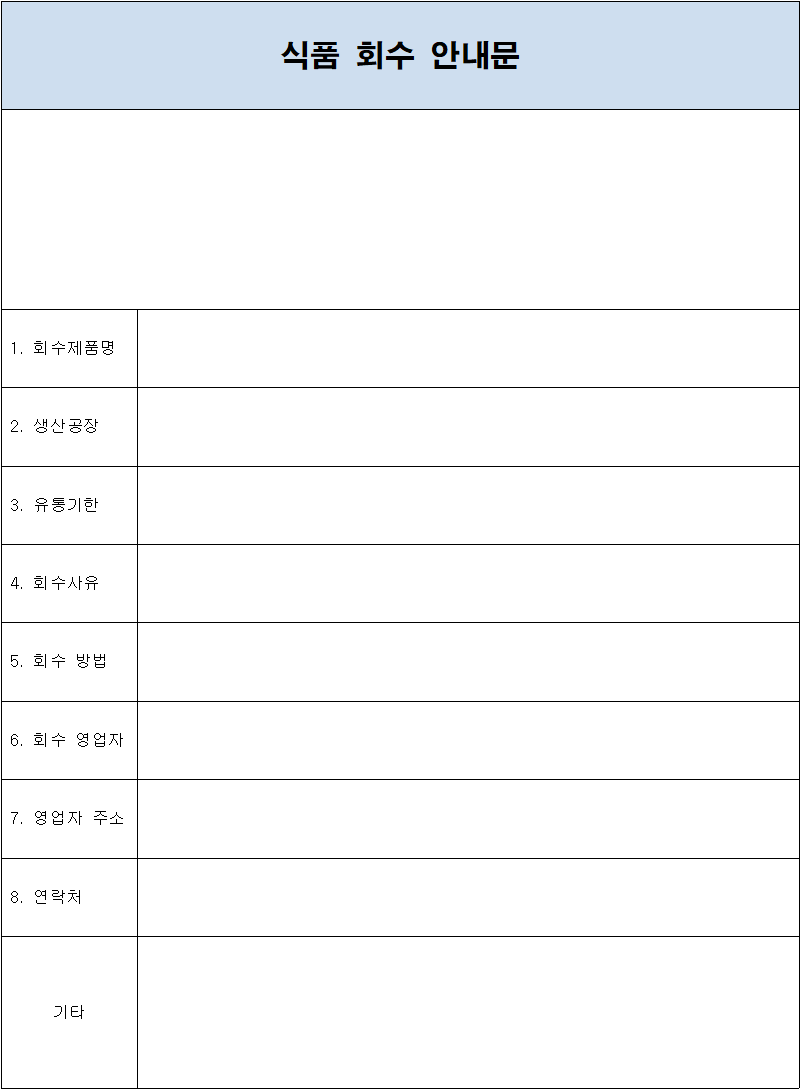 식품 회수 안내문
1. 회수제품명
2. 생산공장
3. 유통기한
4. 회수사유
5. 회수 방법
6. 회수 영업자
7. 영업자 주소
8. 연락처
기타